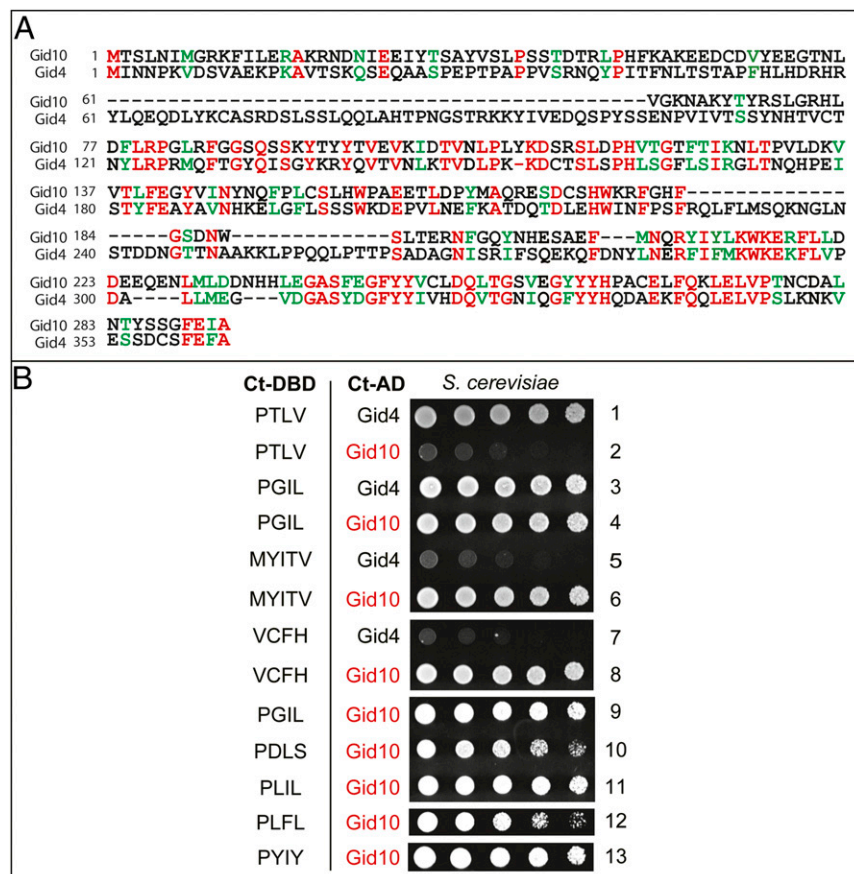 A
Gid10 1 MTSLNIMGRKFILERAKRNDNIEEIYTSAYVSLPSSTDTRLPHFKAKEEDCDVYEEGTNL
Gid4 1 MINNPKVDSVAEKPKAVTSKQSEQAASPEPTPAPPVSRNQYPITFNLTSTAPFHLHDRHR
Gid10 61 ------------------------------------------VGKNAKYTYRSLGRHL
Gid4 61 YLQEQDLYKCASRDSLSSLQQLAHTPNGSTRKKYIVEDQSPYSSENPVIVTSSYNHTVCT
Gid10 77 DFLRPGLRFGGSQSSKYTYYTVEVKIDTVNLPLYKDSRSLDPHVTGTFTIKNLTPVLDKV
Gid4 121 NYLRPRMQFTGYQISGYKRYQVTVNLKTVDLPK-KDCTSLSPHLSGFLSIRGLTNQHPEI
Gid10 137 VTLFEGYVINYNQFPLCSLHWPAEETLDPYMAQRESDCSHWKRFGHF--------------
Gid4 180 STYFEAYAVNHKELGFLSSSWKDEPVLNEFKATDQTDLEHWINFPSFRQLFLMSQKNGLN
Gid10 184 -----GSDNW-------------SLTERNFGQYNHESAEF---MNQRYIYLKWKERFLLD
Gid4 240 STDDNGTTNAAKKLPPQQLPTTPSADAGNISRIFSQEKQFDNYLNERFIFMKWKEKFLVP
Gid10 223 DEEQENLMLDDNHHLEGASFEGFYYVCLDQLTGSVEGYYYHPACELFQKLELVPTNCDAL
Gid4 300 DA----LLMEG---VDGASYDGFYYIVHDQVTGNIQGFYYHQDAEKFQQLELVPSLKNKV
Gid10 283 NTYSSGFEIA
Gid4 353 ESSDCSFEFA
B
Ct-DBD Ct-AD S. cerevisiae
PTLV Gid4 1
PTLV Gid10 2
PGIL Gid4 3
PGIL Gid10 4
MYITV Gid4 5
MYITV Gid10 6
VCFH Gid4 7
VCFH Gid10 8
PGIL Gid10 9
PDLS Gid10 10
PLIL Gid10 11
PLFL Gid10 12
PYIY Gid10 13